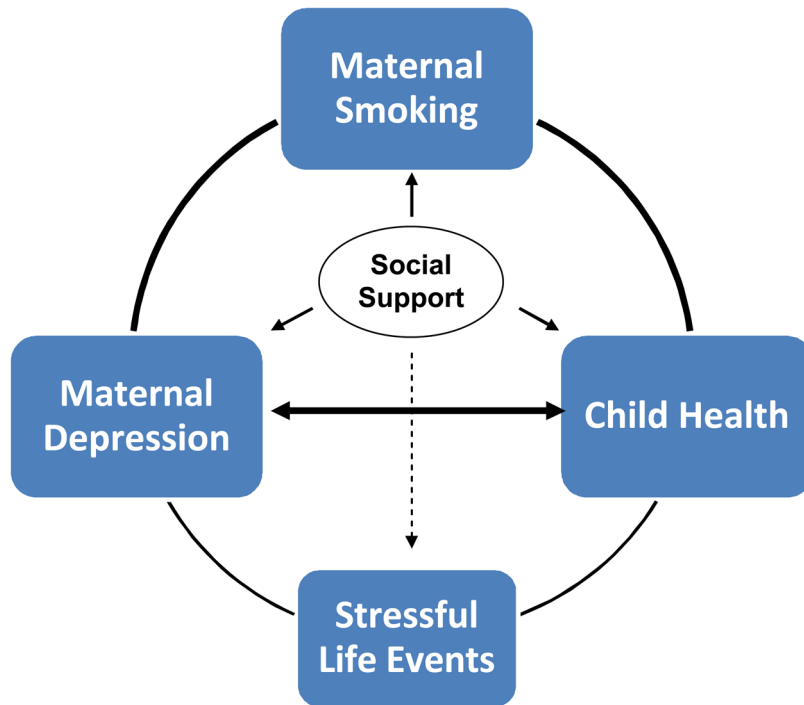 Maternal
Smoking
Social
Support
Maternal
Depression
Child Health
Stressful
Life Events